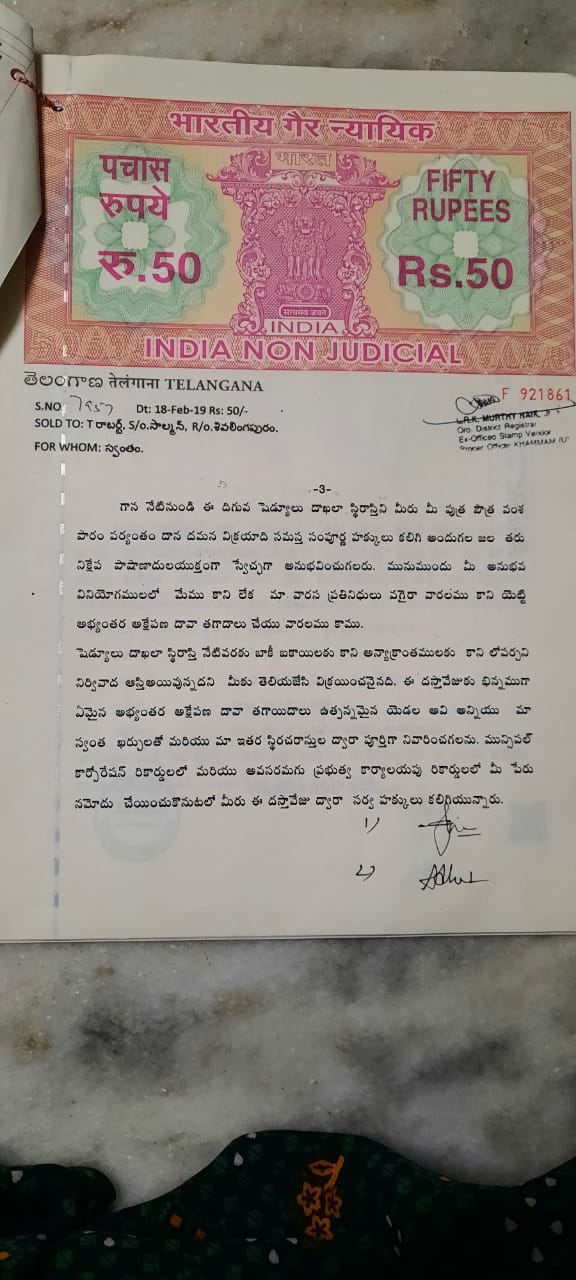 भारतीय गैर न्यायिक
पचास
रुपये
रु.50
भारत
सत्यमेव जयते
INDIA
FIFTY
RUPEES
Rs.50
INDIA NON JUDICIAL
తెలంగాణ तेलंगाना TELANGANA
F 921861
S.NO: 7957 Dt: 18-Feb-19 Rs: 50/-
SOLD TO: T రాబర్ట్, S/o.సాల్మన్, R/o.శివలింగపురం.
FOR WHOM: స్వంతం.
MURTHY NAIK
District Registrar
Ex-Officeo Stamp Vendor
Officer KHAMMAM
-3-
గాన నేటినుండి ఈ దిగువ షెడ్యూలు దాఖలా స్థిరాస్తిని మీరు మీ పుత్ర పౌత్ర వంశ
పారం పర్యంతం దాన దమన విక్రయాది సమస్త సంపూర్ణ హక్కులు కలిగి అందుగల జల తరు
నిక్షేప పాషాణాదులయుక్తంగా స్వేచ్ఛగా అనుభవించుగలరు. మునుముందు మీ అనుభవ
వినియోగములలో మేము కాని లేక మా వారస ప్రతినిధులు వగైరా వారలము కాని యెట్టి
అభ్యంతర అక్షేపణ దావా తగాదాలు చేయు వారలము కాము.
షెడ్యూలు దాఖలా స్థిరాస్తి నేటివరకు బాకీ బకాయిలకు కాని అన్యాక్రాంతములకు కాని లోపర్చని
నిర్వివాద ఆస్తిఅయివున్నదని మీకు తెలియజేసి విక్రయించనైనది. ఈ దస్తావేజుకు భిన్నముగా
ఏమైన అభ్యంతర అక్షేపణ దావా తగాయిదాలు ఉత్పన్నమైన యెడల అవి అన్నియు మా
స్వంత ఖర్చులతో మరియు మా ఇతర స్థిరచరాస్తుల ద్వారా పూర్తిగా నివారించగలను. మున్సిపల్
కార్పోరేషన్ రికార్డులలో మరియు అవసరమగు ప్రభుత్వ కార్యాలయపు రికార్డులలో మీ పేరు
నమోదు చేయించుకొనుటలో మీరు ఈ దస్తావేజు ద్వారా సర్వ హక్కులు కలిగియున్నారు.
1)
2)